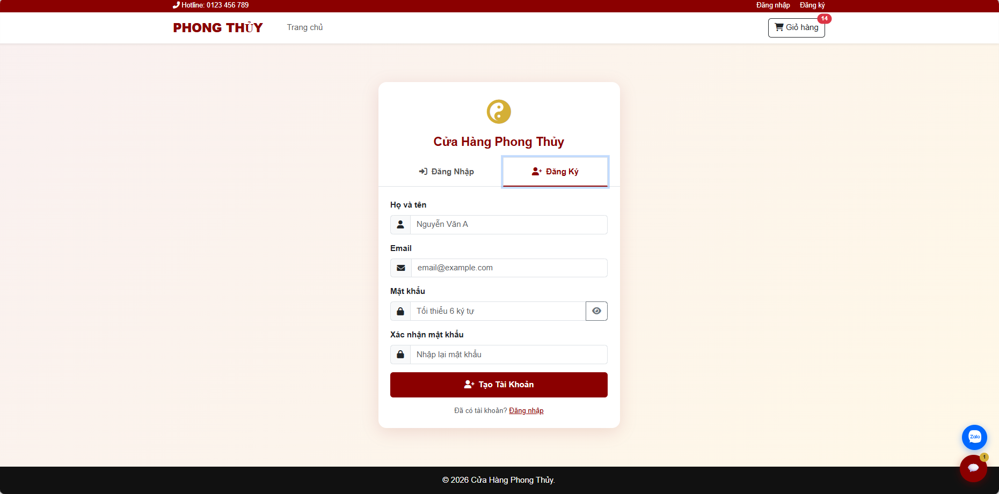 Hotline: 0123 456 789
Đăng nhập Đăng ký
PHONG THỦY
Trang chủ
Giỏ hàng
14
Cửa Hàng Phong Thủy
Đăng Nhập
Đăng Ký
Họ và tên
Nguyễn Văn A
Email
email@example.com
Mật khẩu
Tối thiểu 6 ký tự
Xác nhận mật khẩu
Nhập lại mật khẩu
Tạo Tài Khoản
Đã có tài khoản? Đăng nhập
Zalo
1
© 2026 Cửa Hàng Phong Thủy.